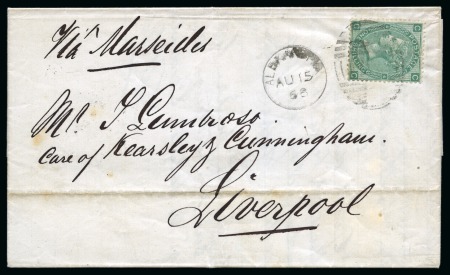 Via Marseilles
AU 15
Mr. J Lumbroso
Care of Kearsley & Cunningham.
Liverpool